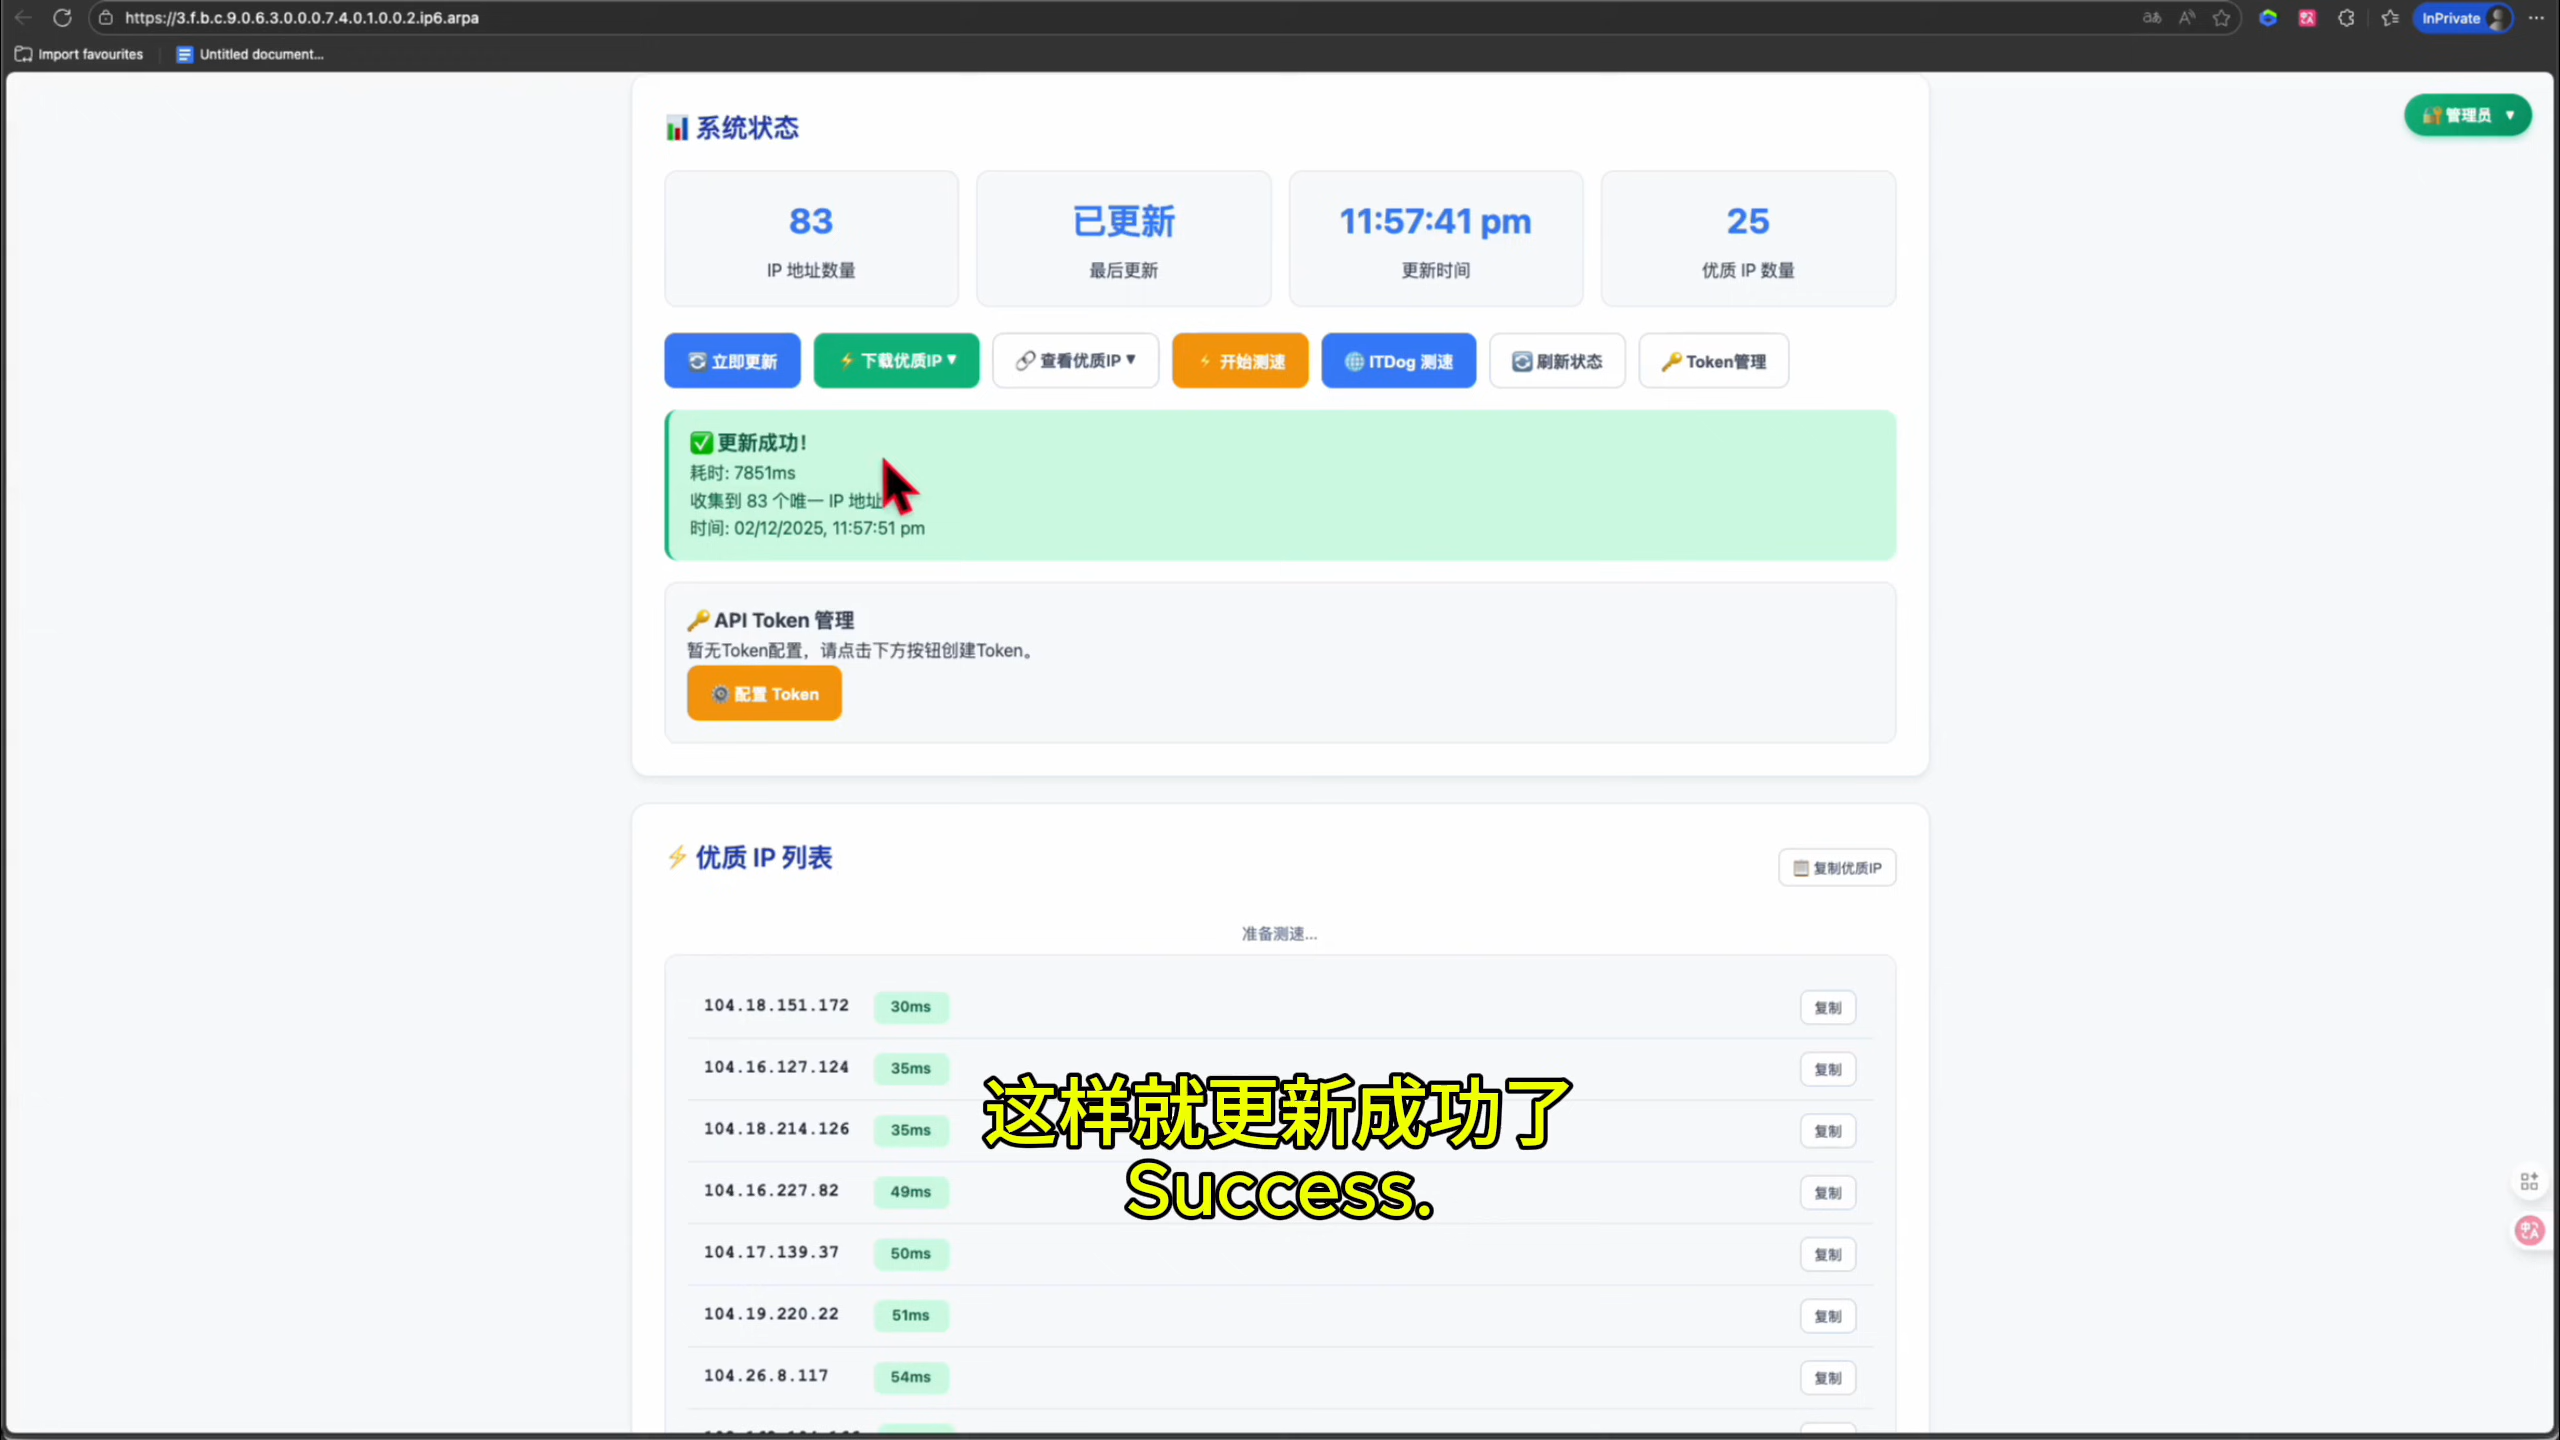 https://3.f.b.c.9.0.6.3.0.0.0.7.4.0.1.0.0.2.ip6.arpa
InPrivate
Import favourites
Untitled document...
管理员 ▼
系统状态
83
IP 地址数量
已更新
最后更新
11:57:41 pm
更新时间
25
优质 IP 数量
立即更新
下载优质IP ▼
查看优质IP ▼
开始测速
ITDog 测速
刷新状态
Token管理
更新成功!
耗时: 7851ms
收集到 83 个唯一 IP 地址
时间: 02/12/2025, 11:57:51 pm
API Token 管理
暂无Token配置，请点击下方按钮创建Token。
配置 Token
优质 IP 列表
复制优质IP
准备测速...
104.18.151.172 30ms 复制
104.16.127.124 35ms 复制
104.18.214.126 35ms 复制
104.16.227.82 49ms 复制
104.17.139.37 50ms 复制
104.19.220.22 51ms 复制
104.26.8.117 54ms 复制
这样就更新成功了
Success.